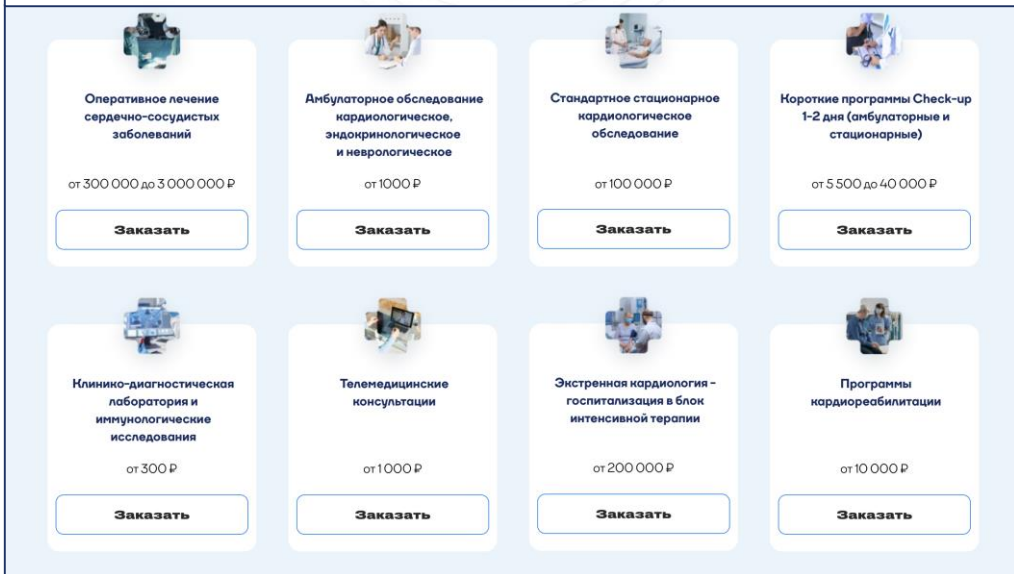 Оперативное лечение
сердечно-сосудистых
заболеваний
от 300 000 до 3 000 000 ₽
Заказать
Амбулаторное обследование
кардиологическое,
эндокринологическое
и неврологическое
от 1000 ₽
Заказать
Стандартное стационарное
кардиологическое
обследование
от 100 000 ₽
Заказать
Короткие программы Check-up
1-2 дня (амбулаторные и
стационарные)
от 5 500 до 40 000 ₽
Заказать
Клинико-диагностическая
лаборатория и
иммунологические
исследования
от 300 ₽
Заказать
Телемедицинские
консультации
от 1 000 ₽
Заказать
Экстренная кардиология -
госпитализация в блок
интенсивной терапии
от 200 000 ₽
Заказать
Программы
кардиореабилитации
от 10 000 ₽
Заказать